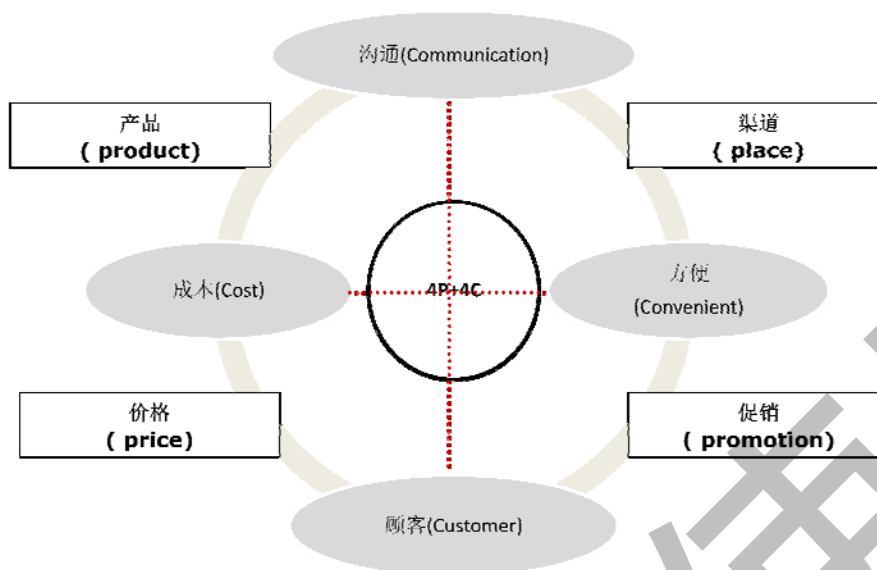 沟通(Communication)
产品
( product)
渠道
( place)
成本(Cost)
4P+4C
方便
(Convenient)
价格
( price)
促销
( promotion)
顾客(Customer)